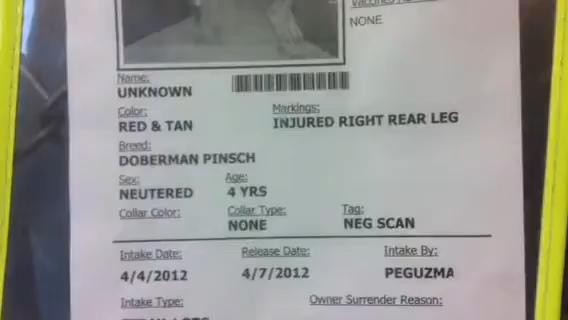 NONE
Name:
UNKNOWN
Color: Markings:
RED & TAN INJURED RIGHT REAR LEG
Breed:
DOBERMAN PINSCH
Sex: Age:
NEUTERED 4 YRS
Collar Color: Collar Type: Tag:
NONE NEG SCAN
Intake Date: Release Date: Intake By:
4/4/2012 4/7/2012 PEGUZMA
Intake Type: Owner Surrender Reason: